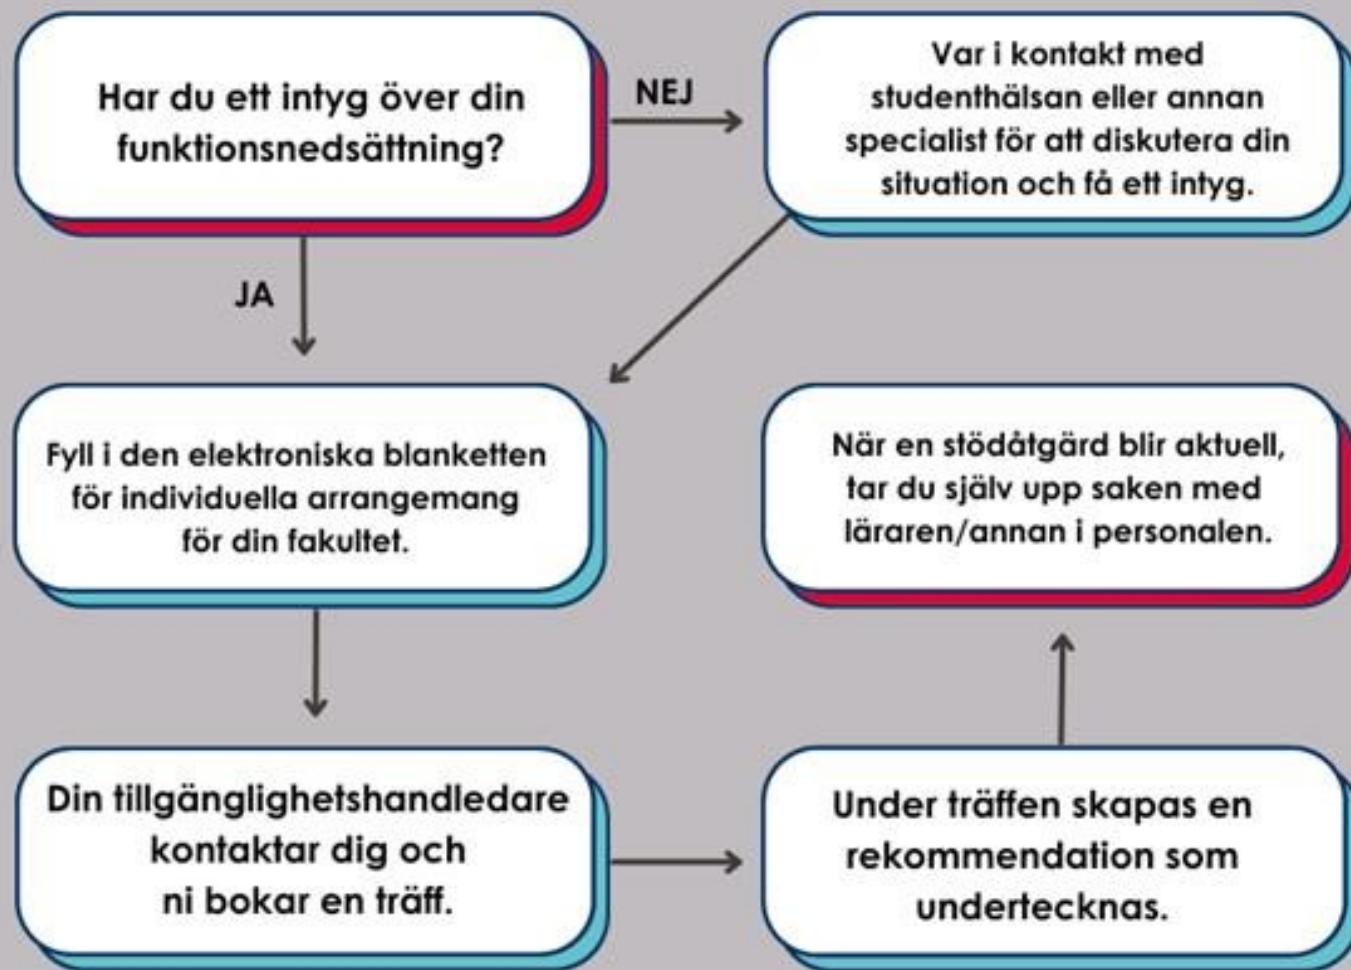 Har du ett intyg över din
funktionsnedsättning?
NEJ
Var i kontakt med
studenthälsan eller annan
specialist för att diskutera din
situation och få ett intyg.
JA
Fyll i den elektroniska blanketten
för individuella arrangemang
för din fakultet.
Din tillgänglighetshandledare
kontaktar dig och
ni bokar en träff.
Under träffen skapas en
rekommendation som
undertecknas.
När en stödåtgärd blir aktuell,
tar du själv upp saken med
läraren/annan i personalen.